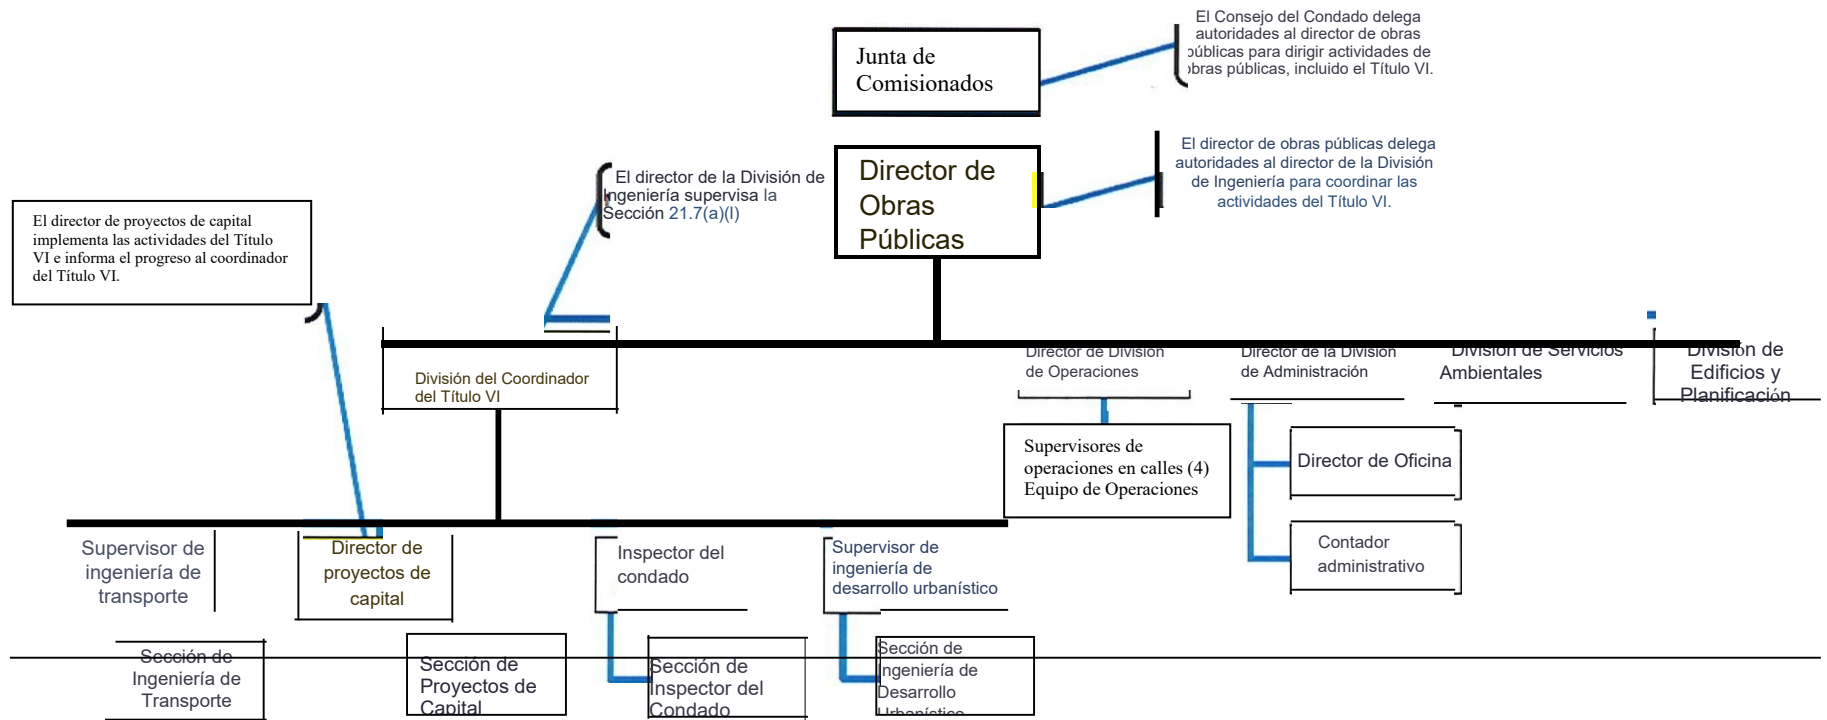 El Consejo del Condado delega
autoridades al director de obras
públicas para dirigir actividades de
obras públicas, incluido el Título VI.
Junta de
Comisionados
El director de obras públicas delega
autoridades al director de la División
de Ingeniería para coordinar las
actividades del Título VI.
Director de
Obras
Públicas
El director de la División de
Ingeniería supervisa la
Sección 21.7(a)(l)
El director de proyectos de capital
implementa las actividades del Título
VI e informa el progreso al coordinador
del Título VI.
División del Coordinador
del Título VI
Director de División
de Operaciones
Director de la División
de Administración
División de Servicios
Ambientales
División de
Edificios y
Planificación
Supervisores de
operaciones en calles (4)
Equipo de Operaciones
Director de Oficina
Contador
administrativo
Supervisor de
ingeniería de
transporte
Director de
proyectos de
capital
Inspector del
condado
Supervisor de
ingeniería de
desarrollo urbanístico
Sección de
Ingeniería de
Transporte
Sección de
Proyectos de
Capital
Sección de
Inspector del
Condado
Sección de
Ingeniería de
Desarrollo
Urbanístico